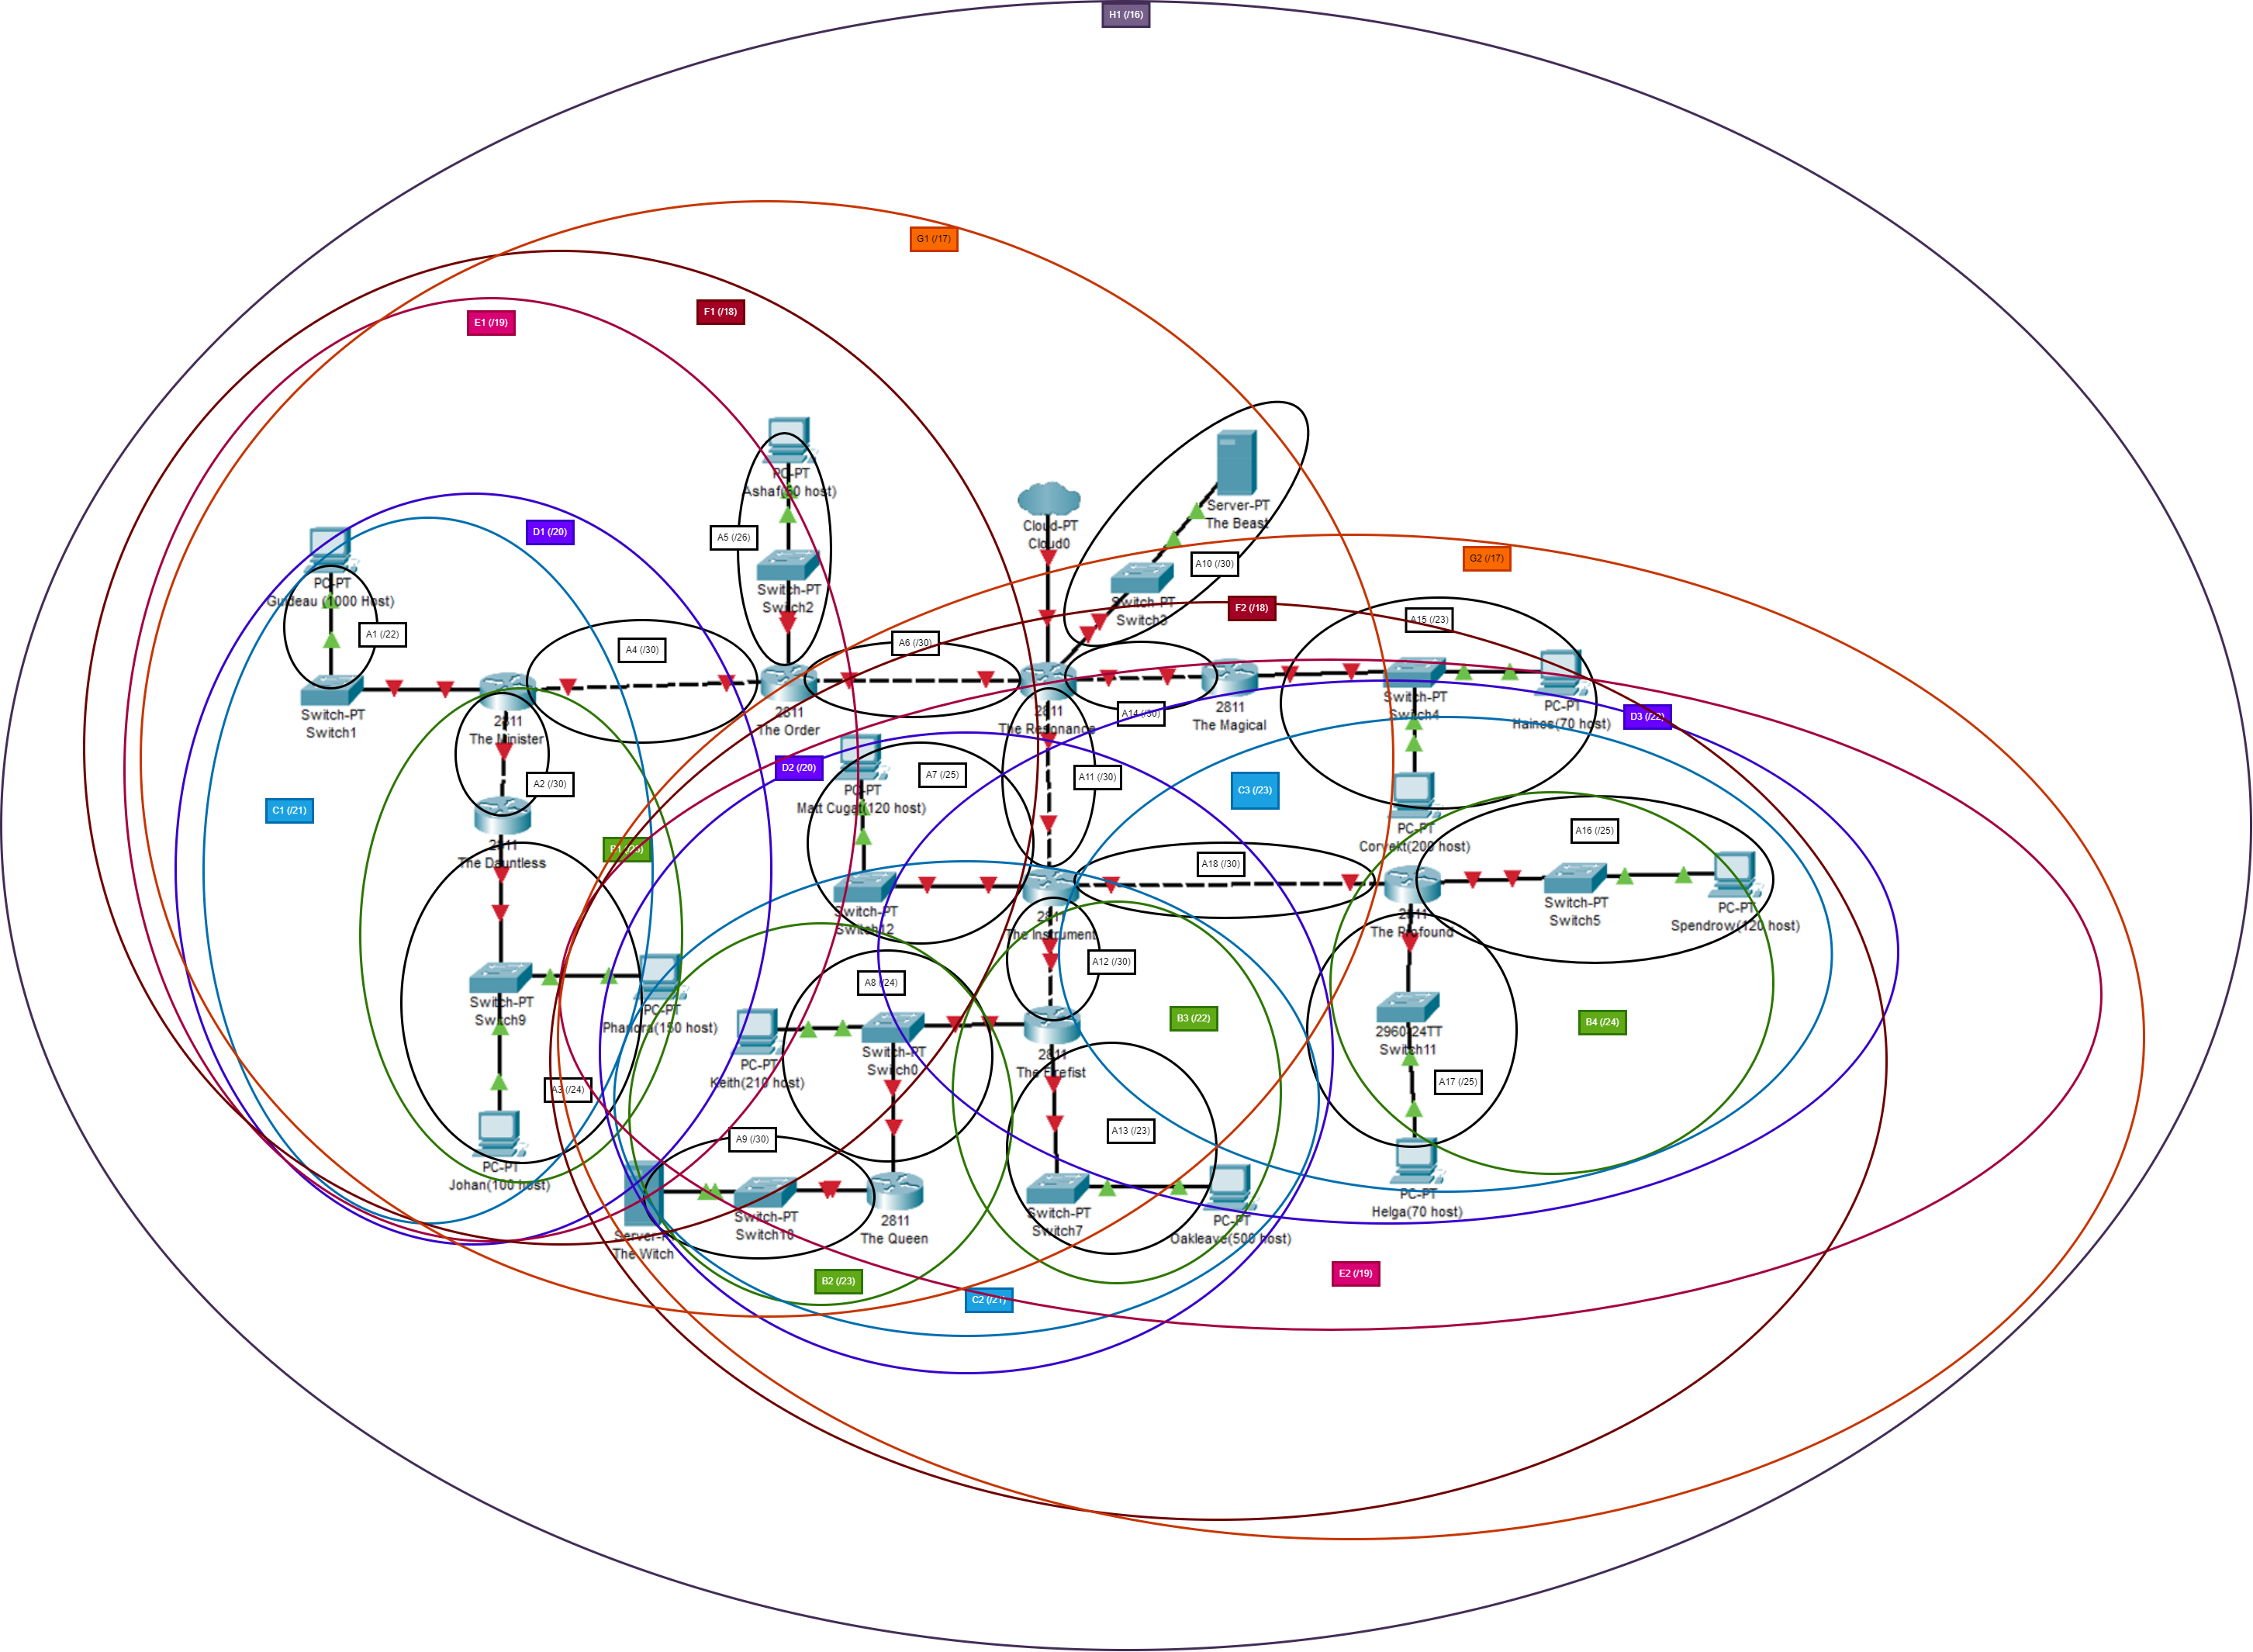 H1 (/16)
G1 (/17)
F1 (/18)
E1 (/19)
PC-PT
Ashaf( host)
Server-PT
The Beast
Cloud-PT
Cloud0
D1 (/20)
A5 (/26)
G2 (/17)
A10 (/30)
PC-PT
Guideau (1000 Host)
Switch-PT
Switch2
Switch-PT
Switch3
F2 (/18)
A15 (/23)
A1 (/22)
A4 (/30)
A6 (/30)
Switch-PT
Switch1
2811
The Minister
2811
The Order
2811
The Resonance
A14 (/30)
2811
The Magical
Switch-PT
Switch4
PC-PT
Haines(70 host)
D3 (/22)
D2 (/20)
A7 (/25)
A11 (/30)
C3 (/23)
A2 (/30)
PC-PT
Matt Cugat(120 host)
C1 (/21)
PC-PT
Corvekt(200 host)
A16 (/25)
2811
The Dauntless
B1
A18 (/30)
Switch-PT
Switch12
2811
The Instrument
2811
The Profound
Switch-PT
Switch5
PC-PT
Spendrow(120 host)
A12 (/30)
A8 (/24)
Switch-PT
Switch9
PC-PT
Phanora(150 host)
B3 (/22)
B4 (/24)
PC-PT
Keith(210 host)
Switch-PT
Switch0
2811
The Firefist
2960-24TT
Switch11
A3 (/24)
A17 (/25)
A9 (/30)
A13 (/23)
PC-PT
Johan(100 host)
Switch-PT
Switch10
2811
The Queen
Switch-PT
Switch7
PC-PT
Oakleave(500 host)
PC-PT
Helga(70 host)
Server-PT
The Witch
B2 (/23)
E2 (/19)
C2 (/21)